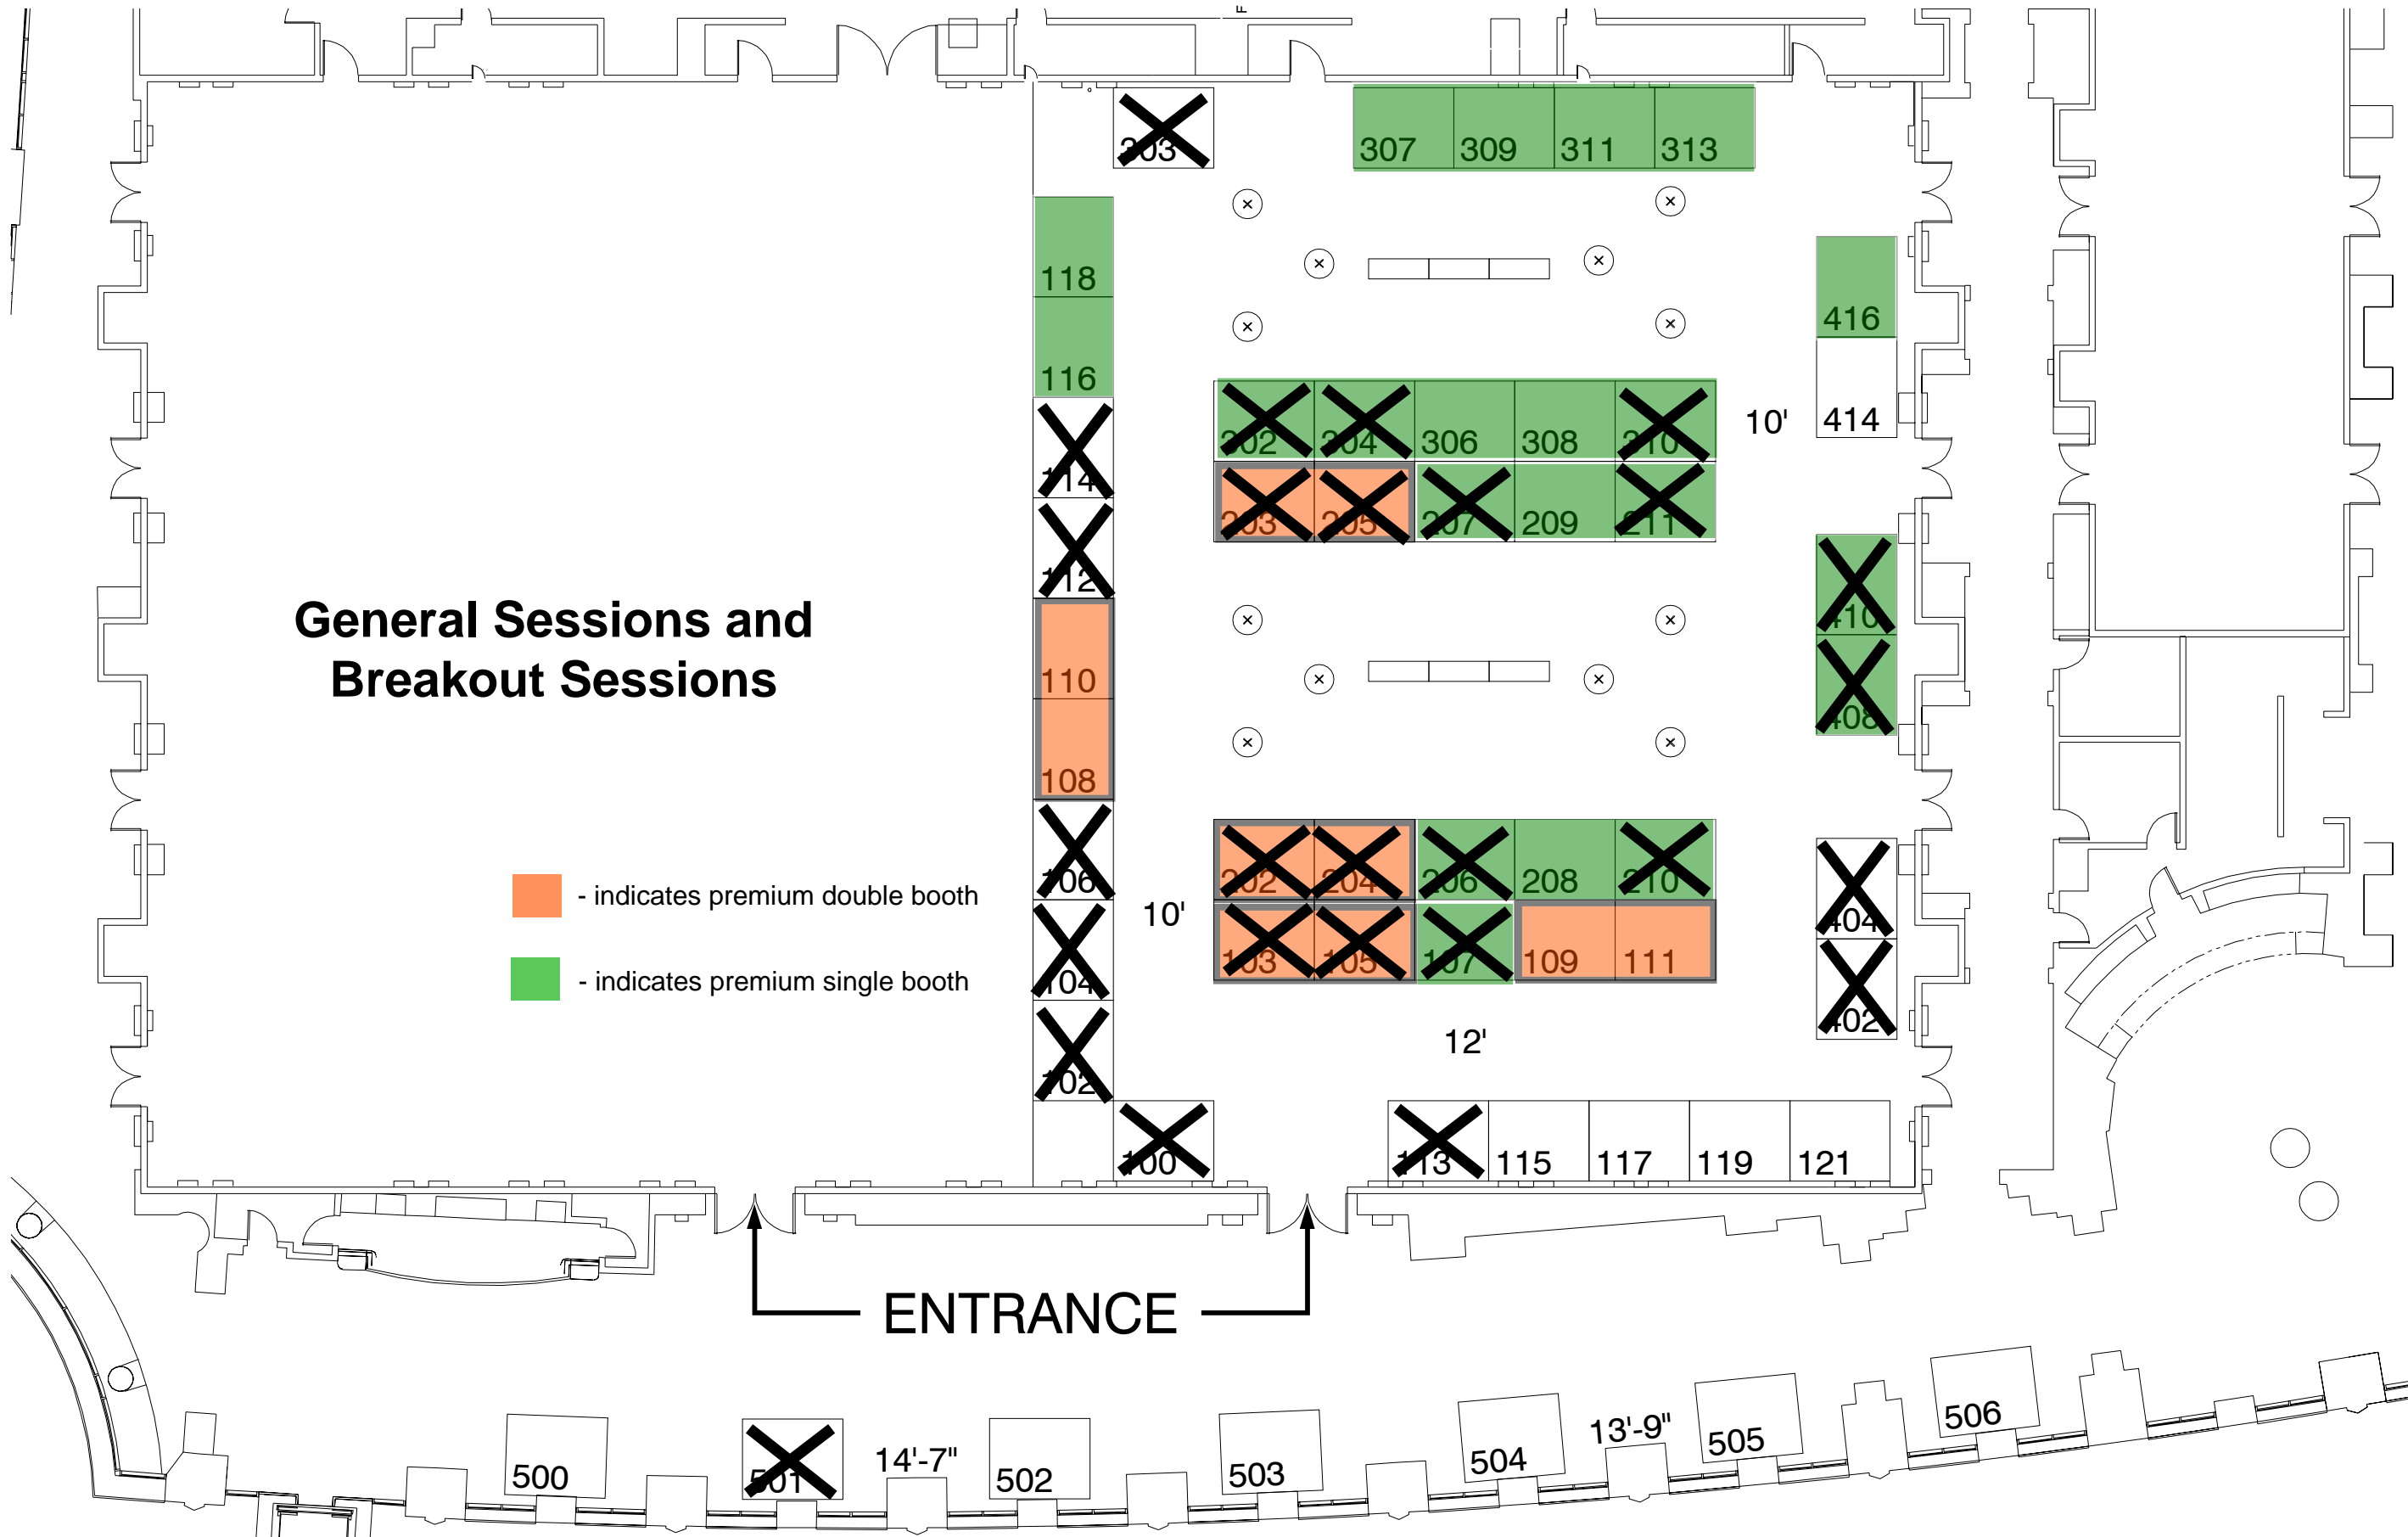 F
303
307 309 311 313
118
416
116
302 304 306 308 310
10'
414
114
203 205 207 209 211
112
410
General Sessions and
Breakout Sessions
110
408
108
106
202 204 206 208 210
- indicates premium double booth
10'
404
103 105 107 109 111
- indicates premium single booth
104
402
12'
102
100
113 115 117 119 121
ENTRANCE
500
501
14'-7"
502
503
504
13'-9"
505
506